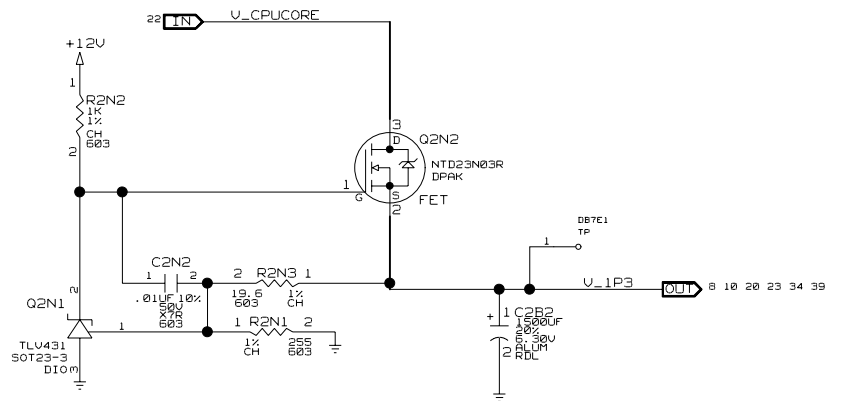 22 IN V_CPUCORE
+12V
1
R2N2
1K
1%
CH
603
2
3
D
Q2N2
NTD23N03R
DPAK
1
G
S
FET
2
DB7E1
TP
1
C2N2
1 2
.01UF 10%
50V
X7R
603
2 R2N3 1
19.6 1%
603 CH
V_1P3 OUT 8 10 20 23 34 39
2
Q2N1
1
TLV431
SOT23-3
DIO
3
1 R2N1 2
1% 255
CH 603
+ 1 C2B2
1500UF
20%
6.30V
ALUM
2 RDL